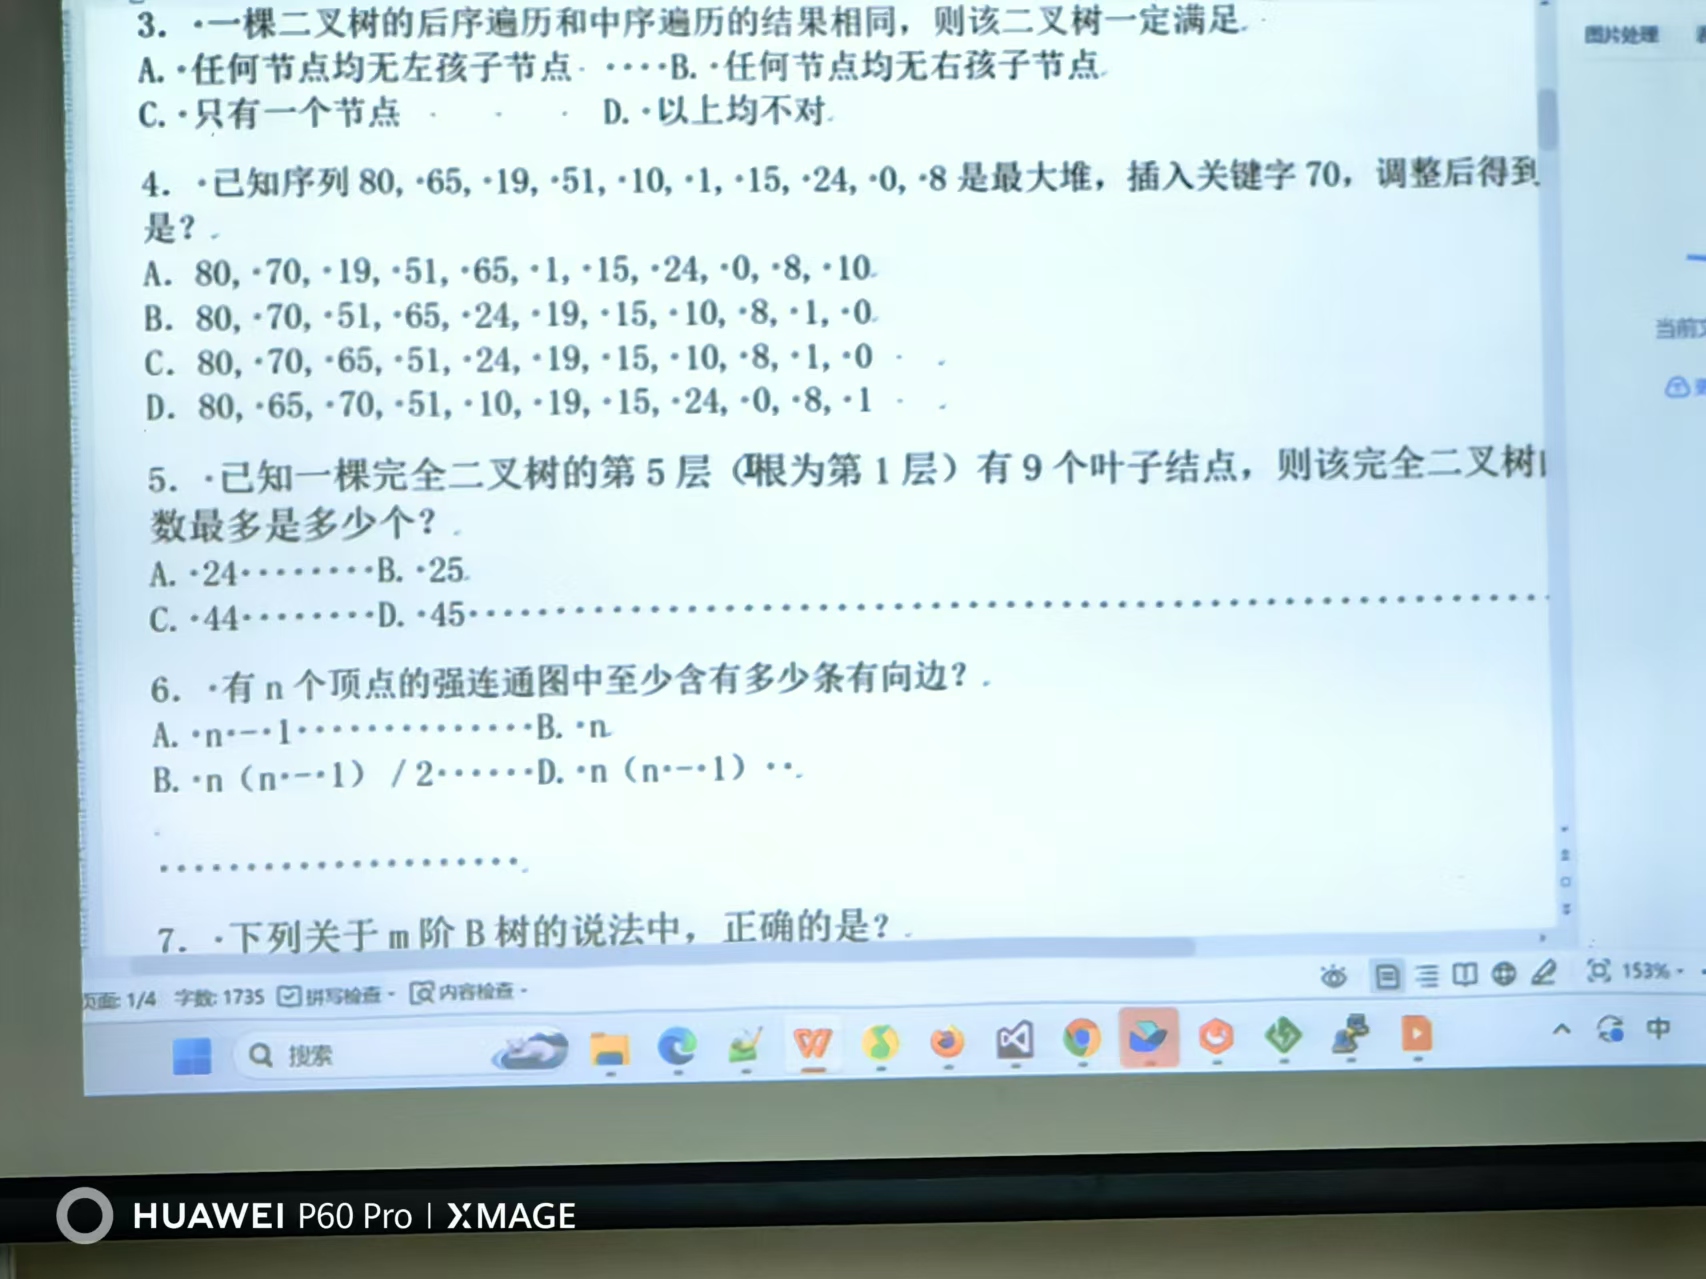 3. ·一棵二叉树的后序遍历和中序遍历的结果相同，则该二叉树一定满足
A. ·任何节点均无左孩子节点· ····B. ·任何节点均无右孩子节点
C. ·只有一个节点 · · · D. ·以上均不对
4. ·已知序列 80, ·65, ·19, ·51, ·10, ·1, ·15, ·24, ·0, ·8 是最大堆，插入关键字 70，调整后得到
是？
A. 80, ·70, ·19, ·51, ·65, ·1, ·15, ·24, ·0, ·8, ·10
B. 80, ·70, ·51, ·65, ·24, ·19, ·15, ·10, ·8, ·1, ·0
C. 80, ·70, ·65, ·51, ·24, ·19, ·15, ·10, ·8, ·1, ·0
D. 80, ·65, ·70, ·51, ·10, ·19, ·15, ·24, ·0, ·8, ·1
5. ·已知一棵完全二叉树的第 5 层（根为第 1 层）有 9 个叶子结点，则该完全二叉树
数最多是多少个？
A. ·24········B. ·25
C. ·44········D. ·45
6. ·有 n 个顶点的强连通图中至少含有多少条有向边？
A. ·n·-·1··············B. ·n
B. ·n（n·-·1） / 2······D. ·n（n·-·1）··
7. ·下列关于 m 阶 B 树的说法中，正确的是？
图片处理
当前
页面: 1/4 字数: 1735 拼写检查 内容检查
153%
搜索
中
HUAWEI P60 Pro | XMAGE